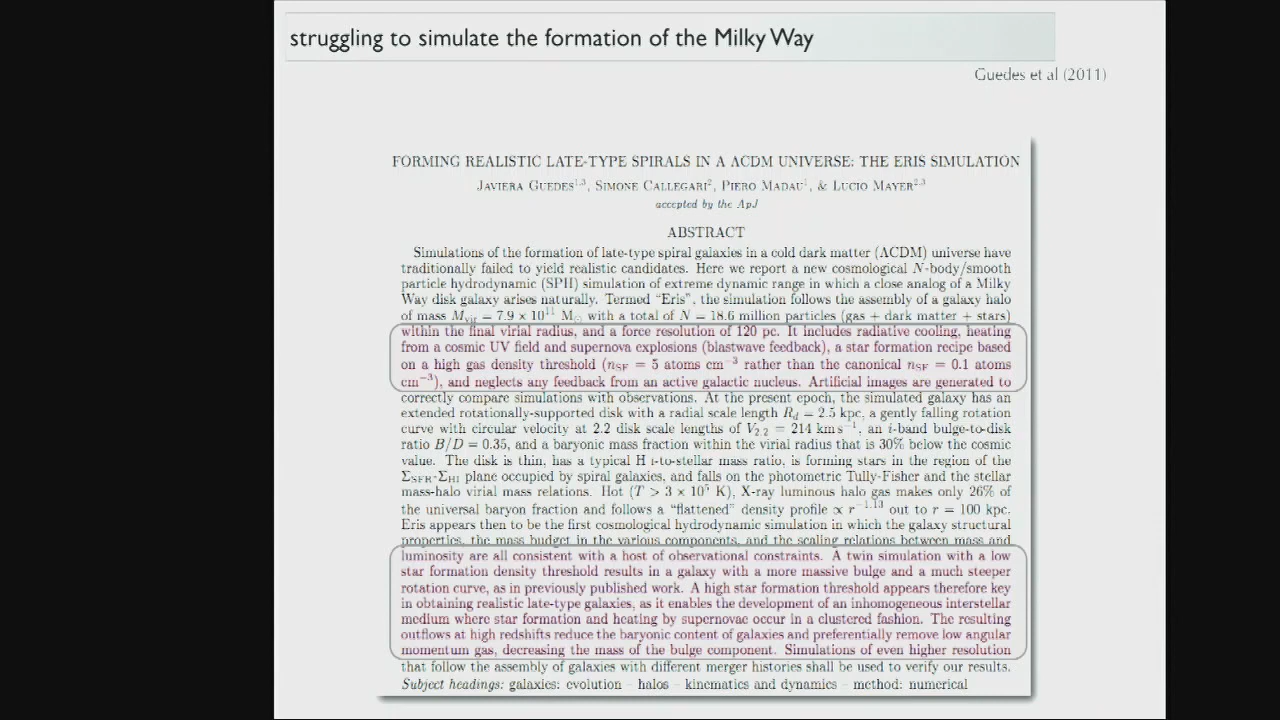 struggling to simulate the formation of the Milky Way
Guedes et al (2011)
FORMING REALISTIC LATE-TYPE SPIRALS IN A ΛCDM UNIVERSE: THE ERIS SIMULATION
Javiera Guedes1,3, Simone Callegari2, Piero Madau1, & Lucio Mayer2,3
accepted by the ApJ
ABSTRACT
Simulations of the formation of late-type spiral galaxies in a cold dark matter (ΛCDM) universe have
traditionally failed to yield realistic candidates. Here we report a new cosmological N-body/smooth
particle hydrodynamic (SPH) simulation of extreme dynamic range in which a close analog of a Milky
Way disk galaxy arises naturally. Termed “Eris”, the simulation follows the assembly of a galaxy halo
of mass Mvir = 7.9 × 10^11 M⊙ with a total of N = 18.6 million particles (gas + dark matter + stars)
within the final virial radius, and a force resolution of 120 pc. It includes radiative cooling, heating
from a cosmic UV field and supernova explosions (blastwave feedback), a star formation recipe based
on a high gas density threshold (nSF = 5 atoms cm−3 rather than the canonical nSF = 0.1 atoms
cm−3), and neglects any feedback from an active galactic nucleus. Artificial images are generated to
correctly compare simulations with observations. At the present epoch, the simulated galaxy has an
extended rotationally-supported disk with a radial scale length Rd = 2.5 kpc, a gently falling rotation
curve with circular velocity at 2.2 disk scale lengths of V2.2 = 214 km s−1, an i-band bulge-to-disk
ratio B/D = 0.35, and a baryonic mass fraction within the virial radius that is 30% below the cosmic
value. The disk is thin, has a typical H I-to-stellar mass ratio, is forming stars in the region of the
ΣSFR-ΣHI plane occupied by spiral galaxies, and falls on the photometric Tully-Fisher and the stellar
mass-halo virial mass relations. Hot (T > 3 × 10^5 K), X-ray luminous halo gas makes only 26% of
the universal baryon fraction and follows a “flattened” density profile ∝ r−1.13 out to r = 100 kpc.
Eris appears then to be the first cosmological hydrodynamic simulation in which the galaxy structural
properties, the mass budget in the various components, and the scaling relations between mass and
luminosity are all consistent with a host of observational constraints. A twin simulation with a low
star formation density threshold results in a galaxy with a more massive bulge and a much steeper
rotation curve, as in previously published work. A high star formation threshold appears therefore key
in obtaining realistic late-type galaxies, as it enables the development of an inhomogeneous interstellar
medium where star formation and heating by supernovae occur in a clustered fashion. The resulting
outflows at high redshifts reduce the baryonic content of galaxies and preferentially remove low angular
momentum gas, decreasing the mass of the bulge component. Simulations of even higher resolution
that follow the assembly of galaxies with different merger histories shall be used to verify our results.
Subject headings: galaxies: evolution – halos – kinematics and dynamics – method: numerical